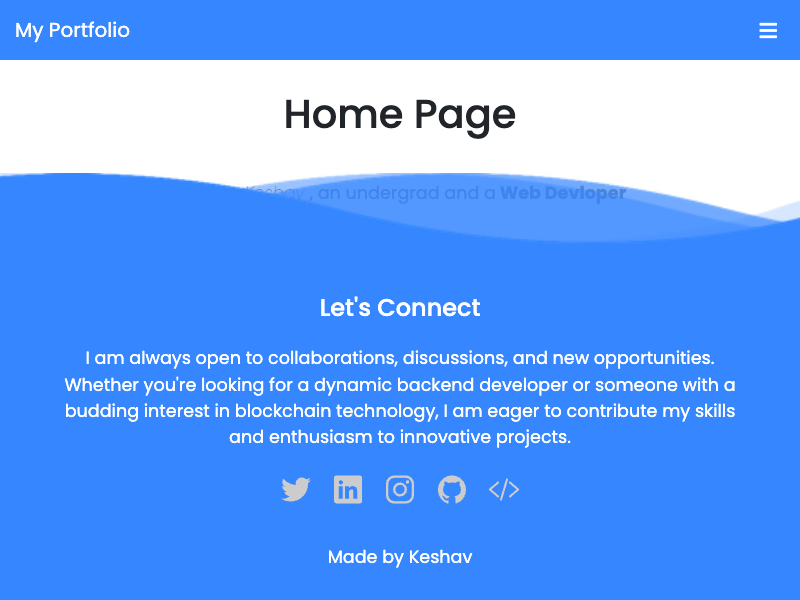 My Portfolio
Home Page
Keshav , an undergrad and a Web Devloper
Let's Connect
I am always open to collaborations, discussions, and new opportunities.
Whether you're looking for a dynamic backend developer or someone with a
budding interest in blockchain technology, I am eager to contribute my skills
and enthusiasm to innovative projects.
Made by Keshav